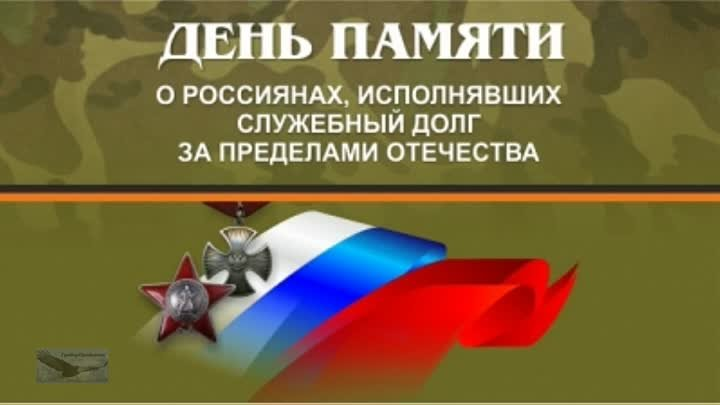 ДЕНЬ ПАМЯТИ
О РОССИЯНАХ, ИСПОЛНЯВШИХ
СЛУЖЕБНЫЙ ДОЛГ
ЗА ПРЕДЕЛАМИ ОТЕЧЕСТВА